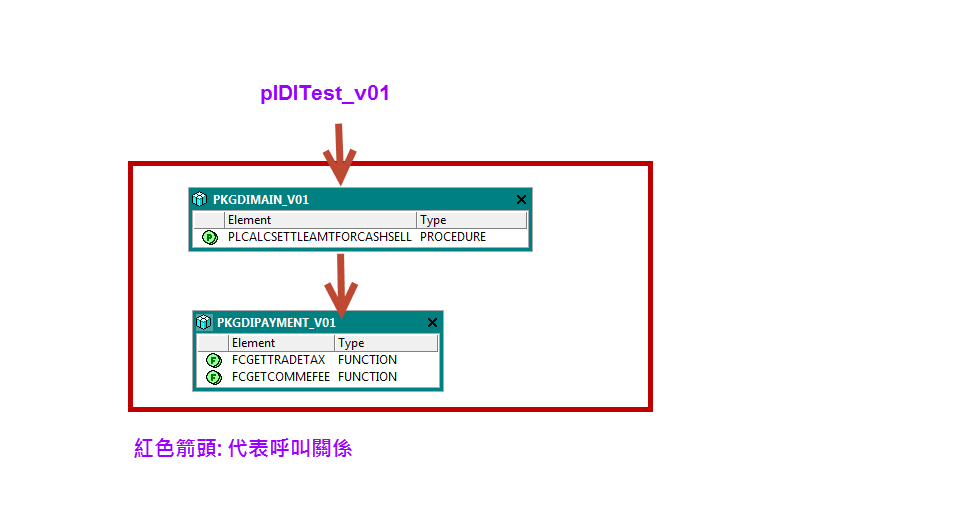 plDITest_v01
PKGDIMAIN_V01
Element Type
PLCALCSETTLEAMTFORCASHSELL PROCEDURE
PKGDIPAYMENT_V01
Element Type
FCGETTRADETAX FUNCTION
FCGETCOMMEFEE FUNCTION
紅色箭頭: 代表呼叫關係